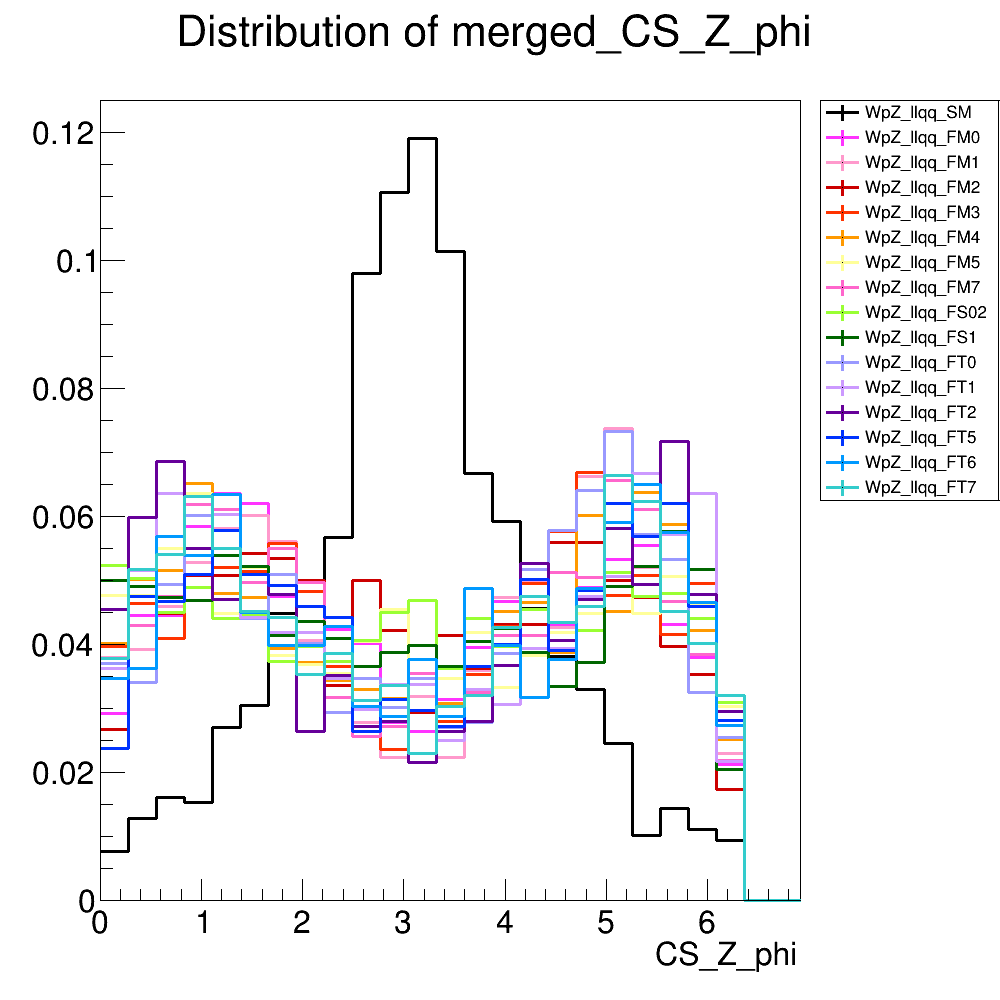 Distribution of merged_CS_Z_phi
0.12
0.1
0.08
0.06
0.04
0.02
0
0 1 2 3 4 5 6
CS_Z_phi
WpZ_llqq_SM
WpZ_llqq_FM0
WpZ_llqq_FM1
WpZ_llqq_FM2
WpZ_llqq_FM3
WpZ_llqq_FM4
WpZ_llqq_FM5
WpZ_llqq_FM7
WpZ_llqq_FS02
WpZ_llqq_FS1
WpZ_llqq_FT0
WpZ_llqq_FT1
WpZ_llqq_FT2
WpZ_llqq_FT5
WpZ_llqq_FT6
WpZ_llqq_FT7